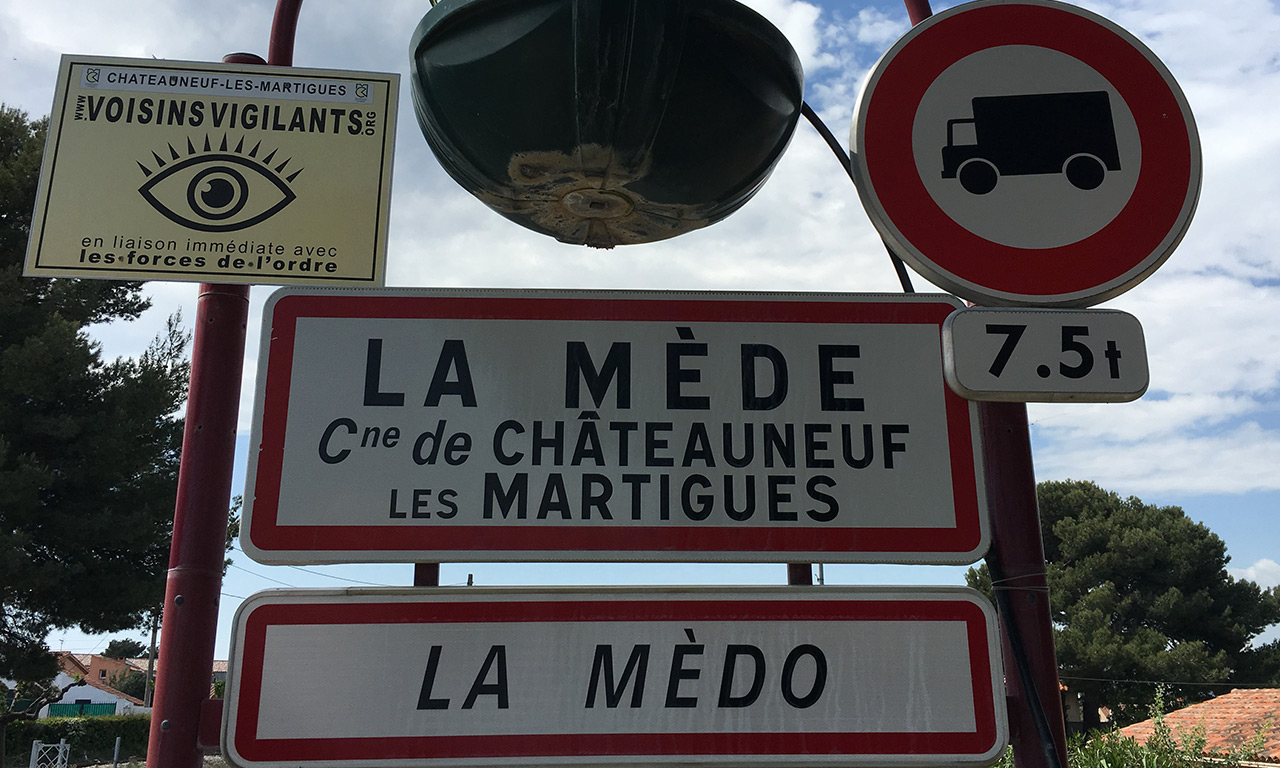 CHATEAUNEUF-LES-MARTIGUES
www.VOISINSVIGILANTS.ORG
en liaison immédiate avec
les•forces de•l'ordre
7.5t
LA MÈDE
Cne de CHÂTEAUNEUF
LES MARTIGUES
LA MÈDO